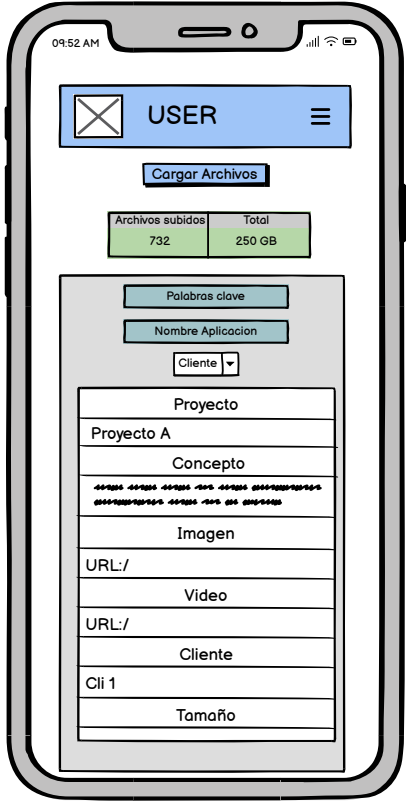 09:52 AM
USER
Cargar Archivos
Archivos subidos Total
732 250 GB
Palabras clave
Nombre Aplicacion
Cliente
Proyecto
Proyecto A
Concepto
Imagen
URL:/
Video
URL:/
Cliente
Cli 1
Tamaño